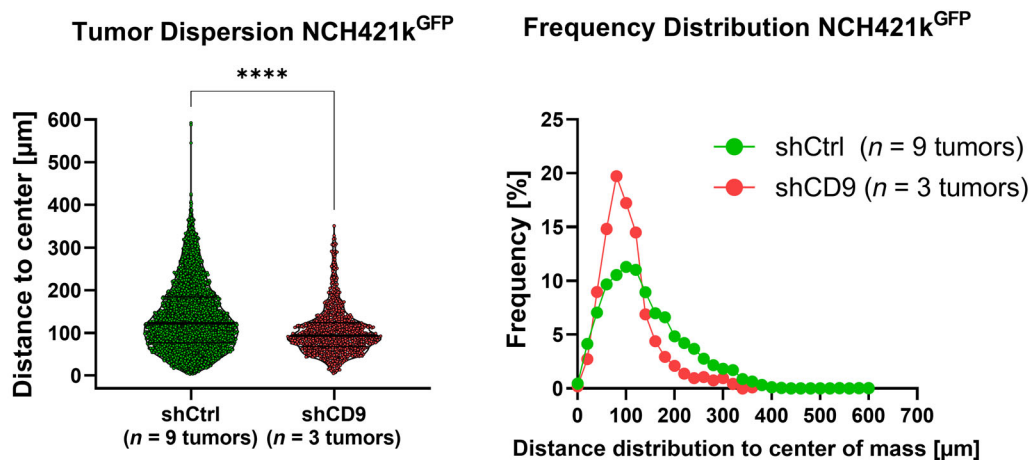 Tumor Dispersion NCH421kGFP
****
Distance to center [µm]
600
500
400
300
200
100
0
shCtrl
(n = 9 tumors)
shCD9
(n = 3 tumors)
Frequency Distribution NCH421kGFP
shCtrl (n = 9 tumors)
shCD9 (n = 3 tumors)
Frequency [%]
25
20
15
10
5
0
0 100 200 300 400 500 600 700
Distance distribution to center of mass [µm]